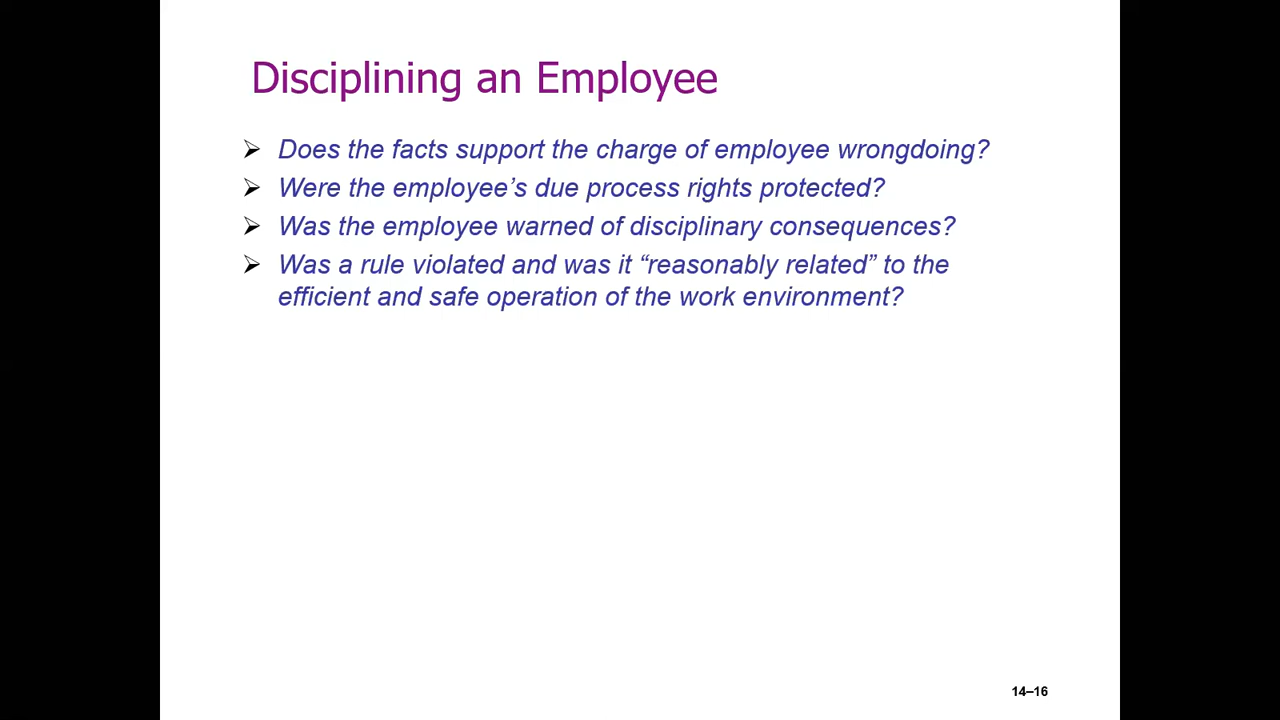 Disciplining an Employee
Does the facts support the charge of employee wrongdoing?
Were the employee’s due process rights protected?
Was the employee warned of disciplinary consequences?
Was a rule violated and was it “reasonably related” to the
efficient and safe operation of the work environment?
14–16